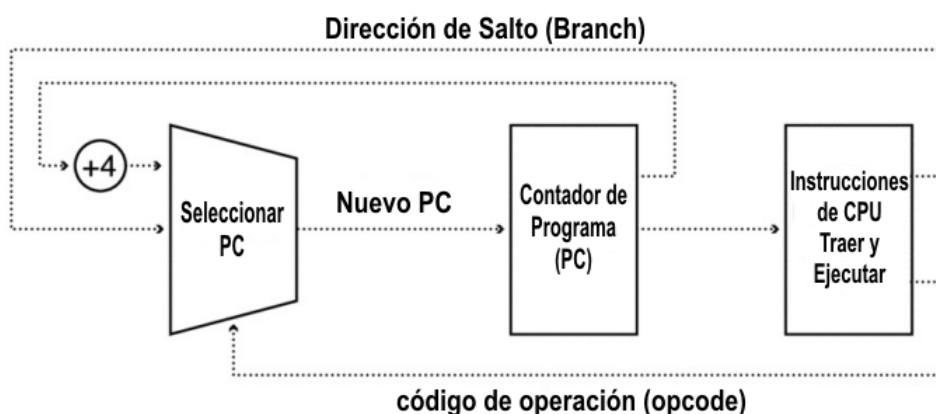 Dirección de Salto (Branch)
+4
Seleccionar
PC
Nuevo PC
Contador de
Programa
(PC)
Instrucciones
de CPU
Traer y
Ejecutar
código de operación (opcode)